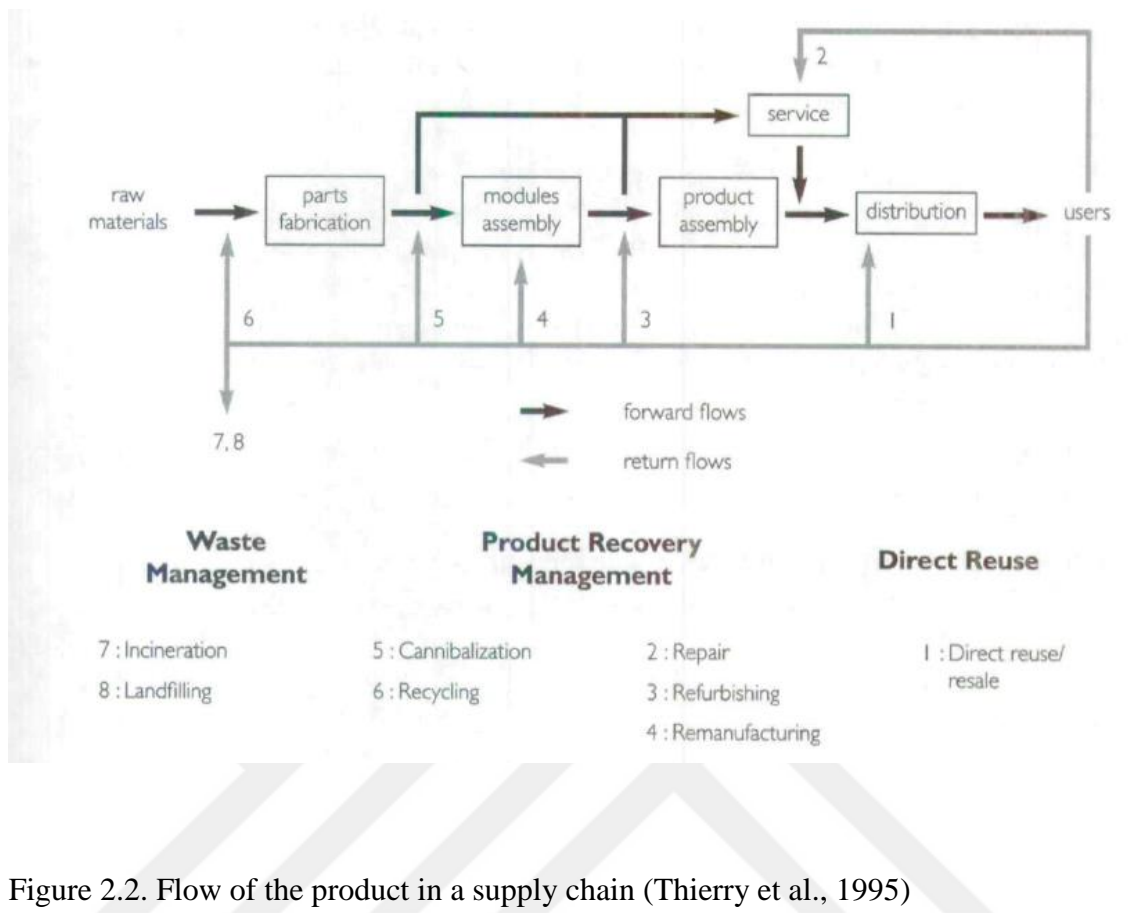 2
service
raw
materials
parts
fabrication
modules
assembly
product
assembly
distribution
users
6
5
4
3
1
7,8
forward flows
return flows
Waste
Management
Product Recovery
Management
Direct Reuse
7 : Incineration
8 : Landfilling
5 : Cannibalization
6 : Recycling
2 : Repair
3 : Refurbishing
4 : Remanufacturing
1 : Direct reuse/
resale
Figure 2.2. Flow of the product in a supply chain (Thierry et al., 1995)